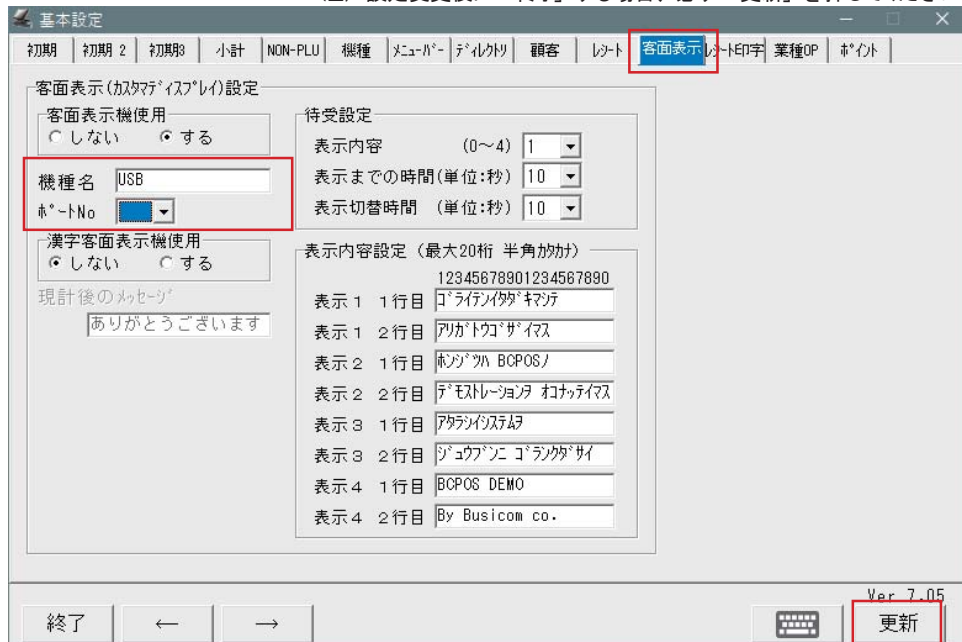 基本設定
初期 初期 2 初期3 小計 NON-PLU 機種 ﾒﾆｭｰﾊﾞｰ ﾃﾞｨﾚｸﾄﾘ 顧客 ﾚｼｰﾄ 客面表示 ﾚｼｰﾄ印字 業種OP ﾎﾟｲﾝﾄ
客面表示(ｶｽﾀﾏﾃﾞｨｽﾌﾟﾚｲ)設定
客面表示機使用
しない する
機種名 USB
ﾎﾟｰﾄNo
漢字客面表示機使用
しない する
現計後のﾒｯｾｰｼﾞ
ありがとうございます
待受設定
表示内容 (0～4) 1
表示までの時間(単位:秒) 10
表示切替時間 (単位:秒) 10
表示内容設定 (最大20桁 半角ｶﾀｶﾅ)
12345678901234567890
表示1 1行目 ｺﾞﾗｲﾃﾝｲﾀﾀﾞｷﾏｼﾃ
表示1 2行目 ｱﾘｶﾞﾄｳｺﾞｻﾞｲﾏｽ
表示2 1行目 ﾎﾝｼﾞﾂﾊ BCPOSﾉ
表示2 2行目 ﾃﾞﾓｽﾄﾚｰｼｮﾝｦ ｵｺﾅｯﾃｲﾏｽ
表示3 1行目 ｱﾀﾗｼｲｼｽﾃﾑｦ
表示3 2行目 ｼﾞｭｳﾌﾞﾝﾆ ｺﾞﾗﾝｸﾀﾞｻｲ
表示4 1行目 BCPOS DEMO
表示4 2行目 By Busicom co.
Ver 7.05
終了 ← → 更新